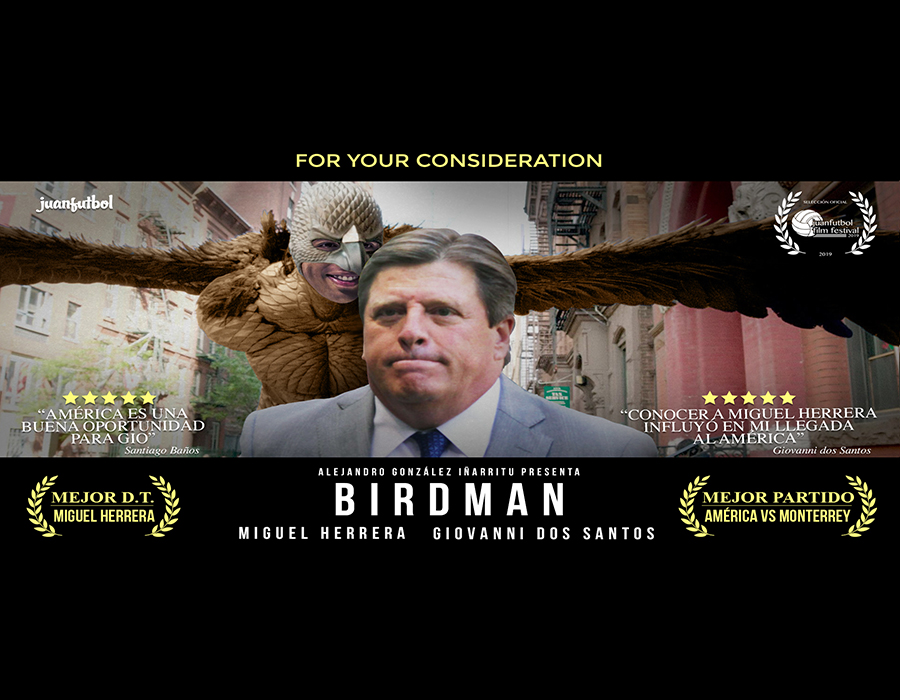 FOR YOUR CONSIDERATION
juanfutbol
SELECCIÓN OFICIAL
juanfutbol
film festival
2019
"AMÉRICA ES UNA
BUENA OPORTUNIDAD
PARA GIO"
Santiago Baños
"CONOCER A MIGUEL HERRERA
INFLUYÓ EN MI LLEGADA
AL AMÉRICA"
Giovanni dos Santos
MEJOR D.T.
MIGUEL HERRERA
ALEJANDRO GONZÁLEZ IÑARRITU PRESENTA
BIRDMAN
MIGUEL HERRERA GIOVANNI DOS SANTOS
MEJOR PARTIDO
AMÉRICA VS MONTERREY